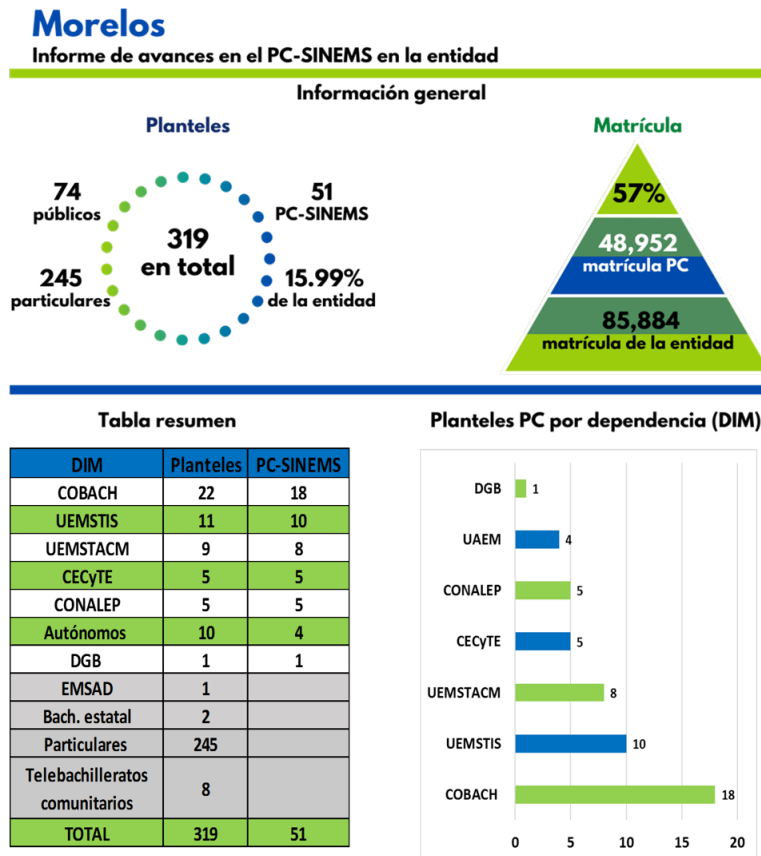 Morelos
Informe de avances en el PC-SINEMS en la entidad
Información general
Planteles
74
públicos
245
particulares
319
en total
51
PC-SINEMS
15.99%
de la entidad
Matrícula
57%
48,952
matrícula PC
85,884
matrícula de la entidad
Tabla resumen
DIM Planteles PC-SINEMS
COBACH 22 18
UEMSTIS 11 10
UEMSTACM 9 8
CECyTE 5 5
CONALEP 5 5
Autónomos 10 4
DGB 1 1
EMSAD 1
Bach. estatal 2
Particulares 245
Telebachilleratos
comunitarios 8
TOTAL 319 51
Planteles PC por dependencia (DIM)
DGB 1
UAEM 4
CONALEP 5
CECyTE 5
UEMSTACM 8
UEMSTIS 10
COBACH 18
0 5 10 15 20